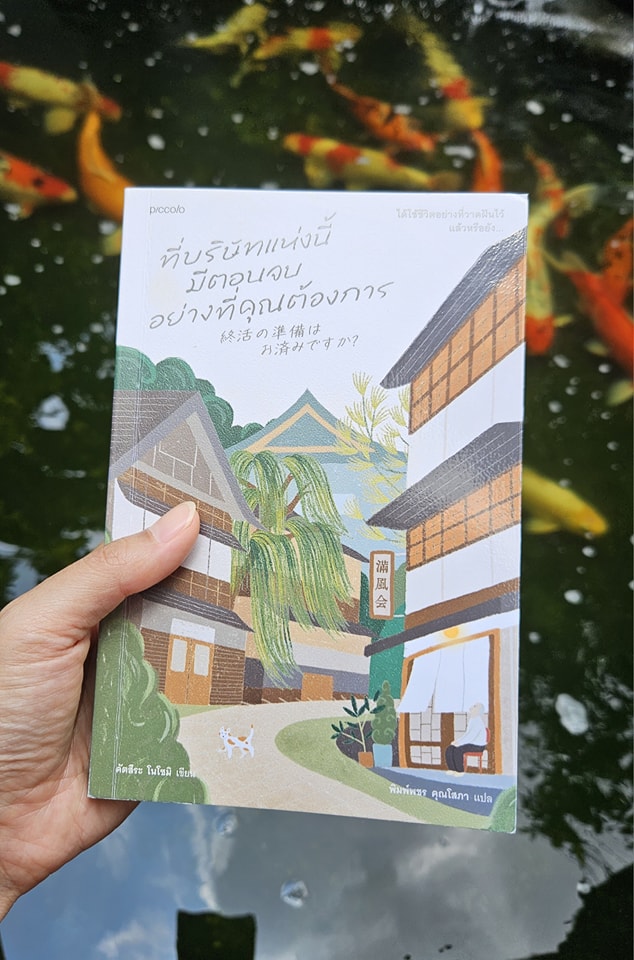 piccolo
ได้ใช้ชีวิตอย่างที่วาดฝันไว้
แล้วหรือยัง...
ที่บริษัทแห่งนี้
มีตอนจบ
อย่างที่คุณต้องการ
終活の準備は
お済みですか?
満風会
คัตสึระ โนโซมิ เขียน
พิมพ์พชร คุณโสภา แปล